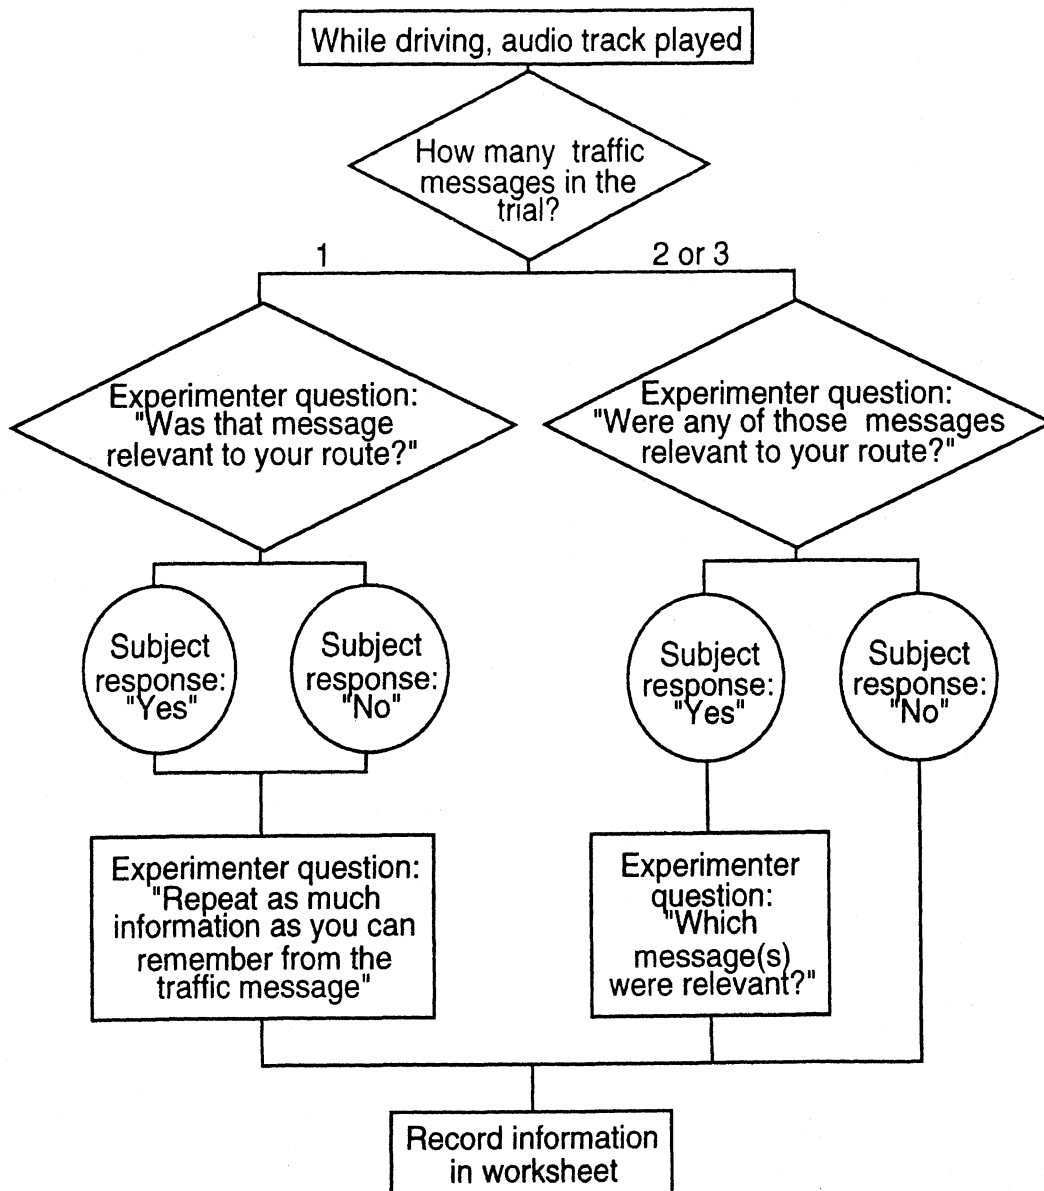 While driving, audio track played
How many traffic
messages in the
trial?
1
2 or 3
Experimenter question:
"Was that message
relevant to your route?"
Experimenter question:
"Were any of those messages
relevant to your route?"
Subject
response:
"Yes"
Subject
response:
"No"
Subject
response:
"Yes"
Subject
response:
"No"
Experimenter question:
"Repeat as much
information as you can
remember from the
traffic message"
Experimenter
question:
"Which
message(s)
were relevant?"
Record information
in worksheet